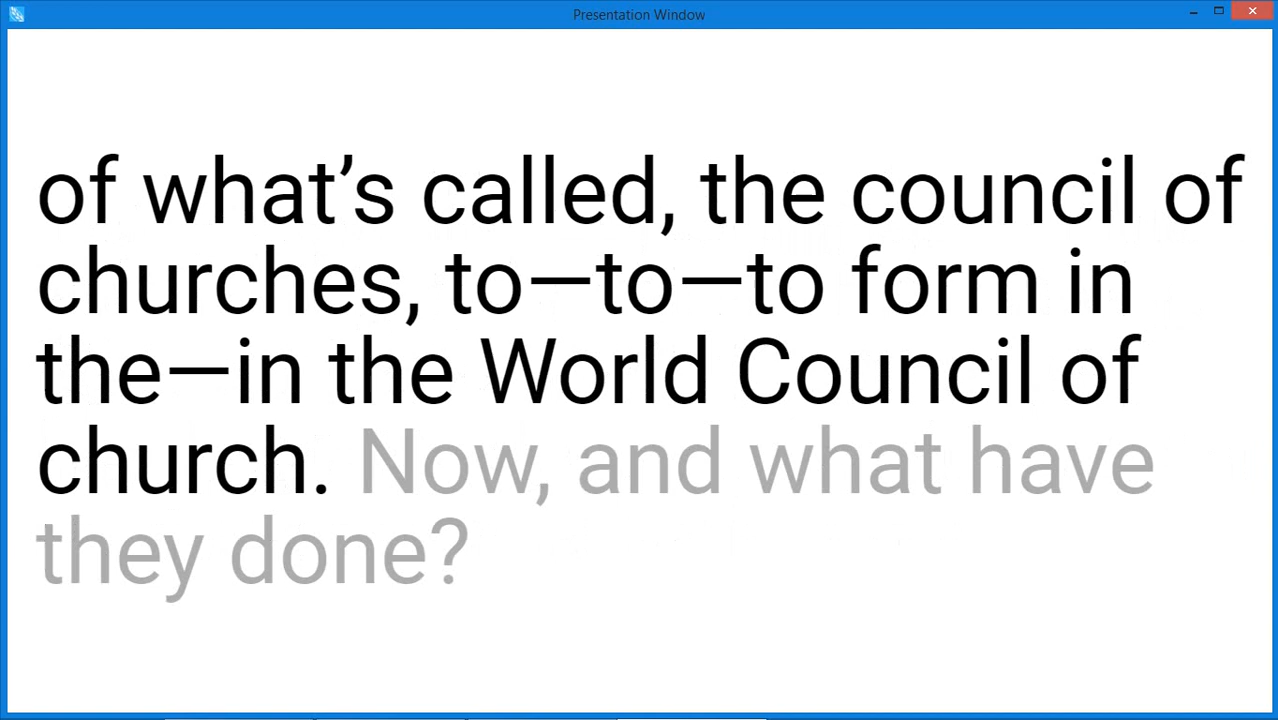 Presentation Window
of what’s called, the council of
churches, to—to—to form in
the—in the World Council of
church. Now, and what have
they done?